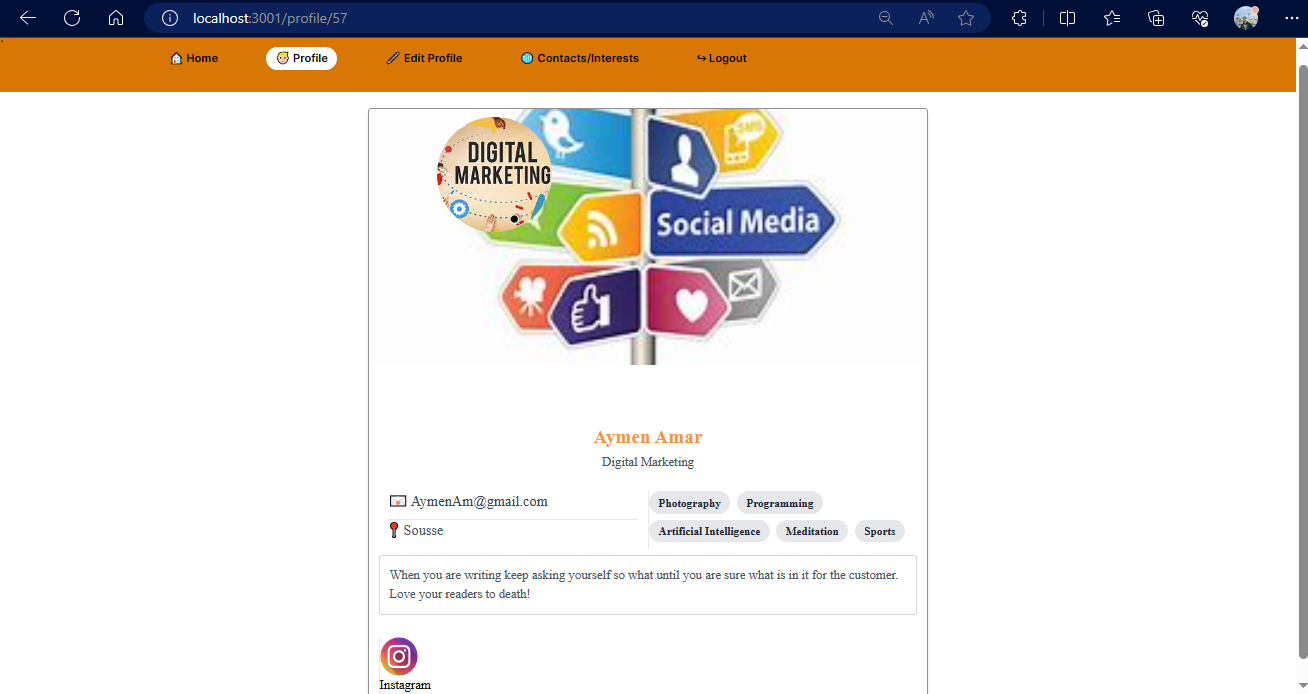 localhost:3001/profile/57
Home Profile Edit Profile Contacts/Interests Logout
DIGITAL
MARKETING
Social Media
Aymen Amar
Digital Marketing
AymenAm@gmail.com
Sousse
Photography Programming
Artificial Intelligence Meditation Sports
When you are writing keep asking yourself so what until you are sure what is in it for the customer.
Love your readers to death!
Instagram